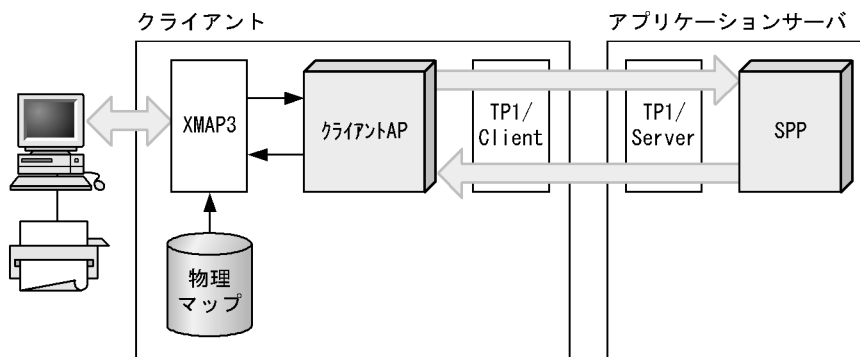 クライアント
アプリケーションサーバ
XMAP3
クライアントAP
TP1/
Client
TP1/
Server
SPP
物理
マップ